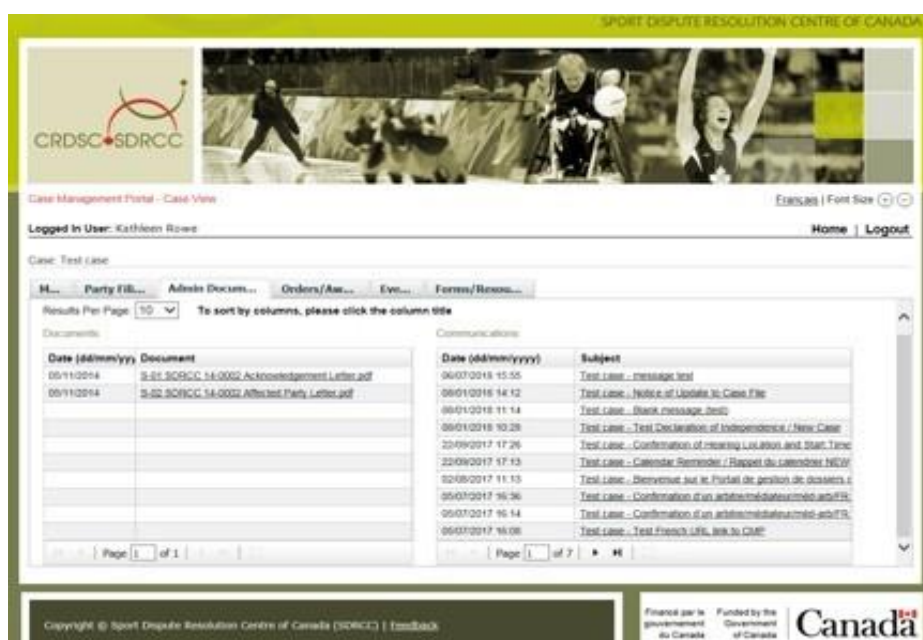 SPORT DISPUTE RESOLUTION CENTRE OF CANADA
CRDSC SDRCC
Case Management Portal - Case View
Français | Font Size + -
Logged In User: Kathleen Rowe
Home | Logout
Case: Test case
M... Party Fili... Admin Docum... Orders/Aw... Eve... Forms/Resou...
Results Per Page: 10 To sort by columns, please click the column title
Documents
Date (dd/mm/yyy Document
05/11/2014 S-01 SDRCC 14-0002 Acknowledgement Letter.pdf
05/11/2014 S-02 SDRCC 14-0002 Affected Party Letter.pdf
Page 1 of 1
Communications
Date (dd/mm/yyyy) Subject
06/07/2018 15:55 Test case - message test
08/01/2018 14:12 Test case - Notice of Update to Case File
08/01/2018 11:14 Test case - Blank message (test)
08/01/2018 10:28 Test case - Test Declaration of Independence / New Case
22/09/2017 17:26 Test case - Confirmation of Hearing Location and Start Time
22/09/2017 17:13 Test case - Calendar Reminder / Rappel du calendrier NEW
02/08/2017 11:13 Test case - Bienvenue sur le Portail de gestion de dossiers
05/07/2017 16:36 Test case - Confirmation d'un arbitre/médiateur/méd-arb/FR:
05/07/2017 16:14 Test case - Confirmation d'un arbitre/médiateur/méd-arb/FR:
05/07/2017 16:08 Test case - Test French URL link to CMP
Page 1 of 7
Copyright © Sport Dispute Resolution Centre of Canada (SDRCC) | Feedback
Financé par le gouvernement du Canada
Funded by the Government of Canada
Canada